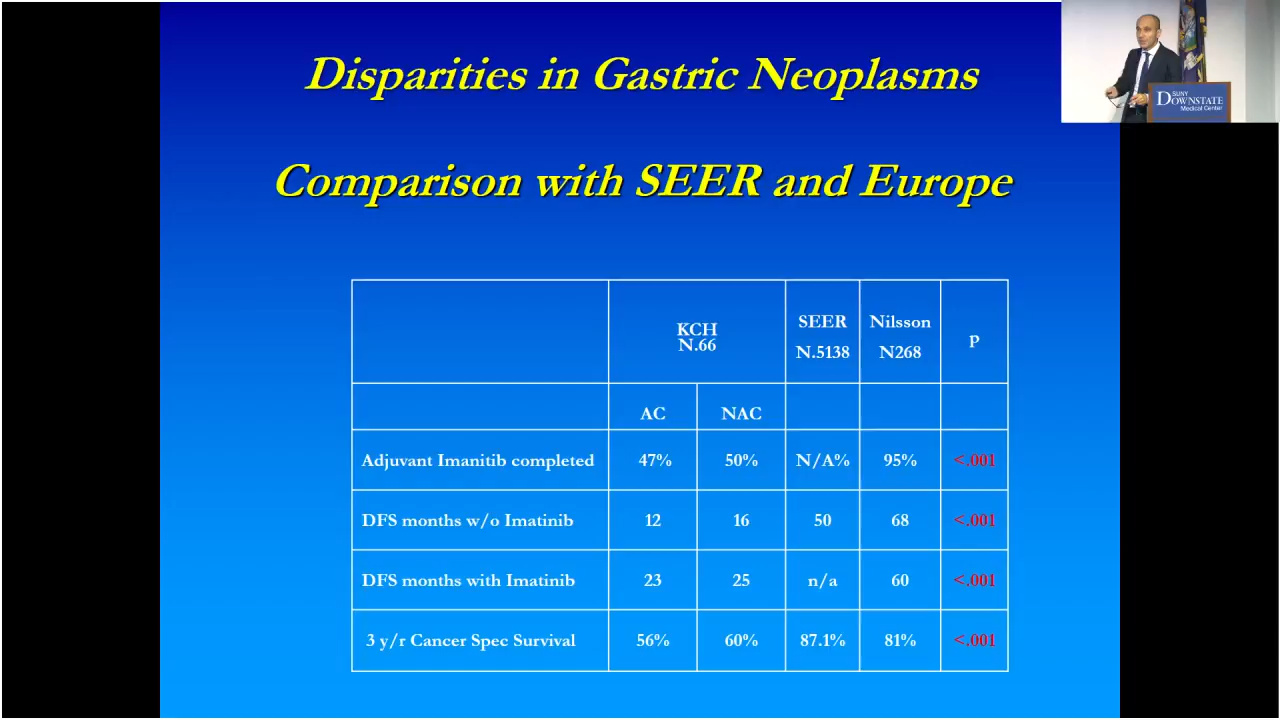 Disparities in Gastric Neoplasms
Comparison with SEER and Europe
SUNY
DOWNSTATE
Medical Center
KCH
N.66
SEER
N.5138
Nilsson
N268
P
AC NAC
Adjuvant Imanitib completed 47% 50% N/A% 95% <.001
DFS months w/o Imatinib 12 16 50 68 <.001
DFS months with Imatinib 23 25 n/a 60 <.001
3 y/r Cancer Spec Survival 56% 60% 87.1% 81% <.001